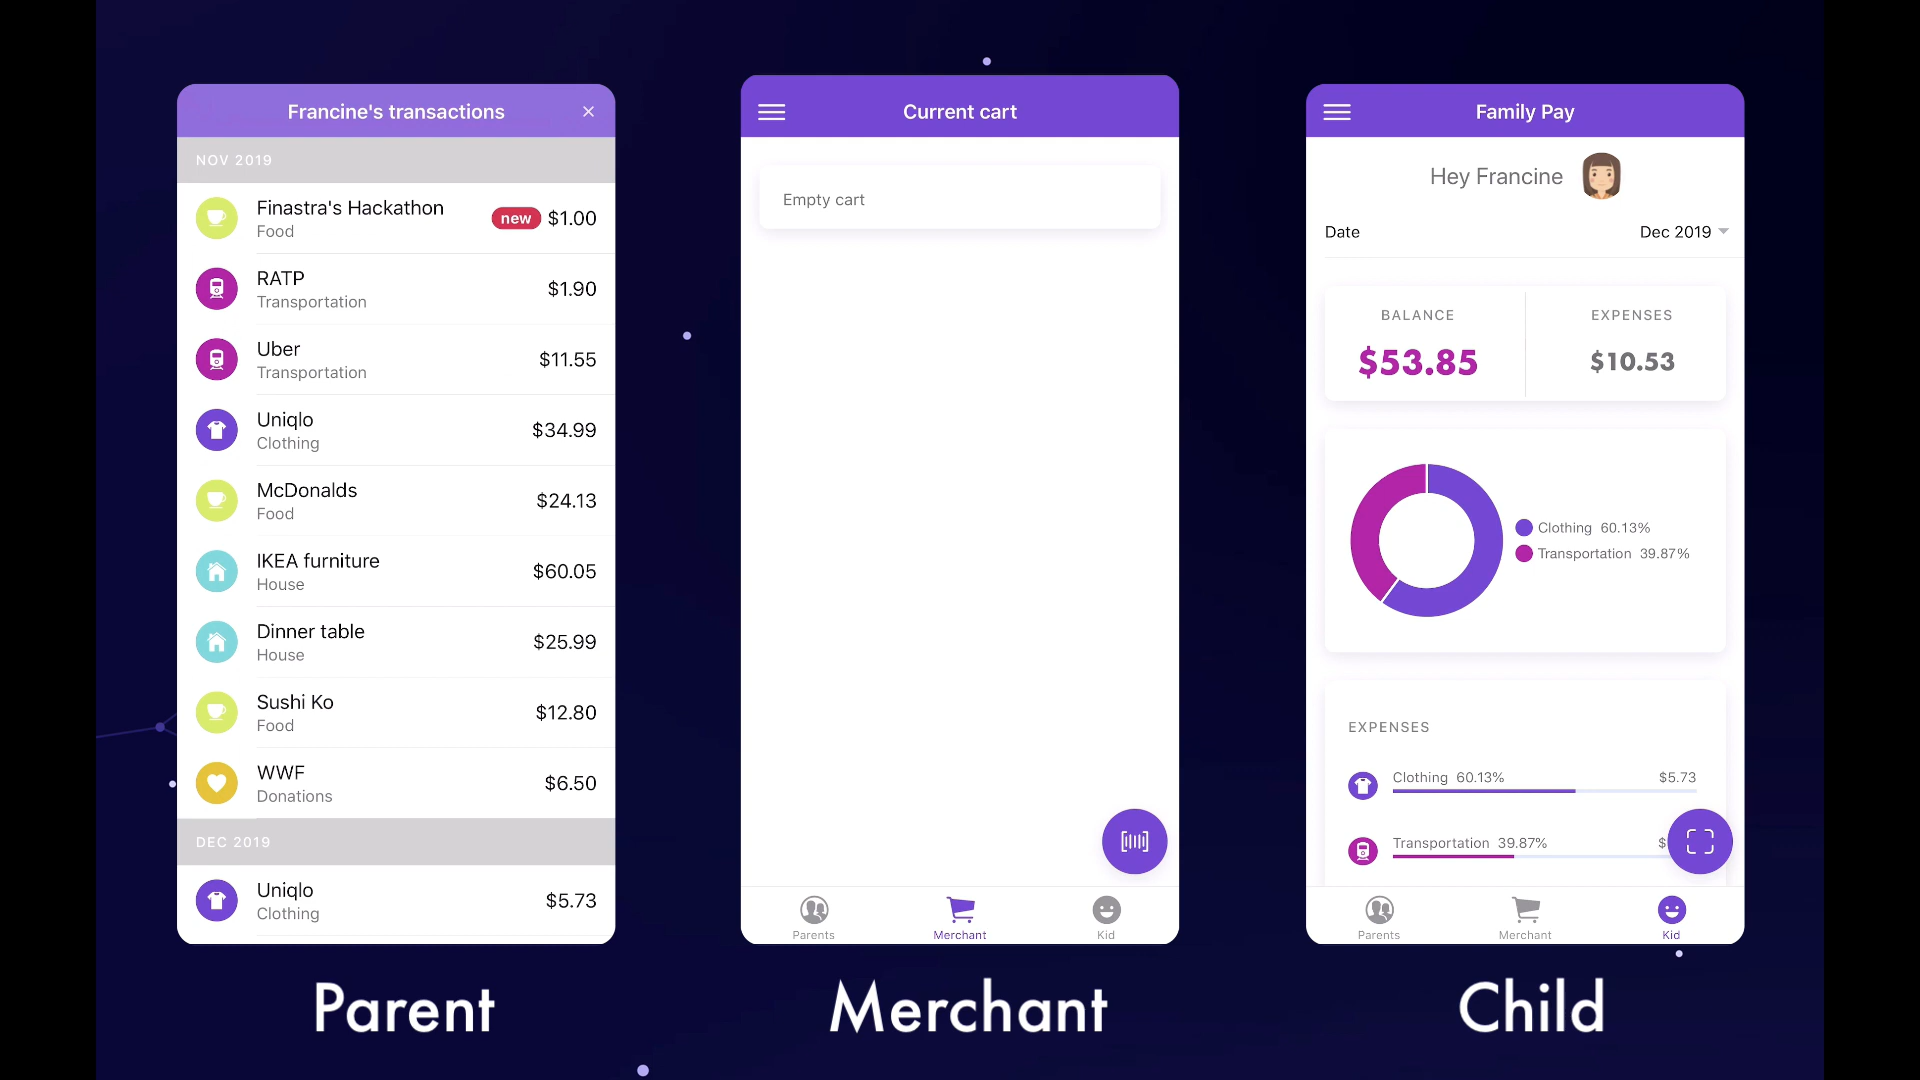 Francine's transactions
NOV 2019
Finastra's Hackathon
Food
new $1.00
RATP
Transportation
$1.90
Uber
Transportation
$11.55
Uniqlo
Clothing
$34.99
McDonalds
Food
$24.13
IKEA furniture
House
$60.05
Dinner table
House
$25.99
Sushi Ko
Food
$12.80
WWF
Donations
$6.50
DEC 2019
Uniqlo
Clothing
$5.73
Parent
Current cart
Empty cart
Parents Merchant Kid
Merchant
Family Pay
Hey Francine
Date Dec 2019
BALANCE EXPENSES
$53.85 $10.53
Clothing 60.13%
Transportation 39.87%
EXPENSES
Clothing 60.13% $5.73
Transportation 39.87% $
Parents Merchant Kid
Child